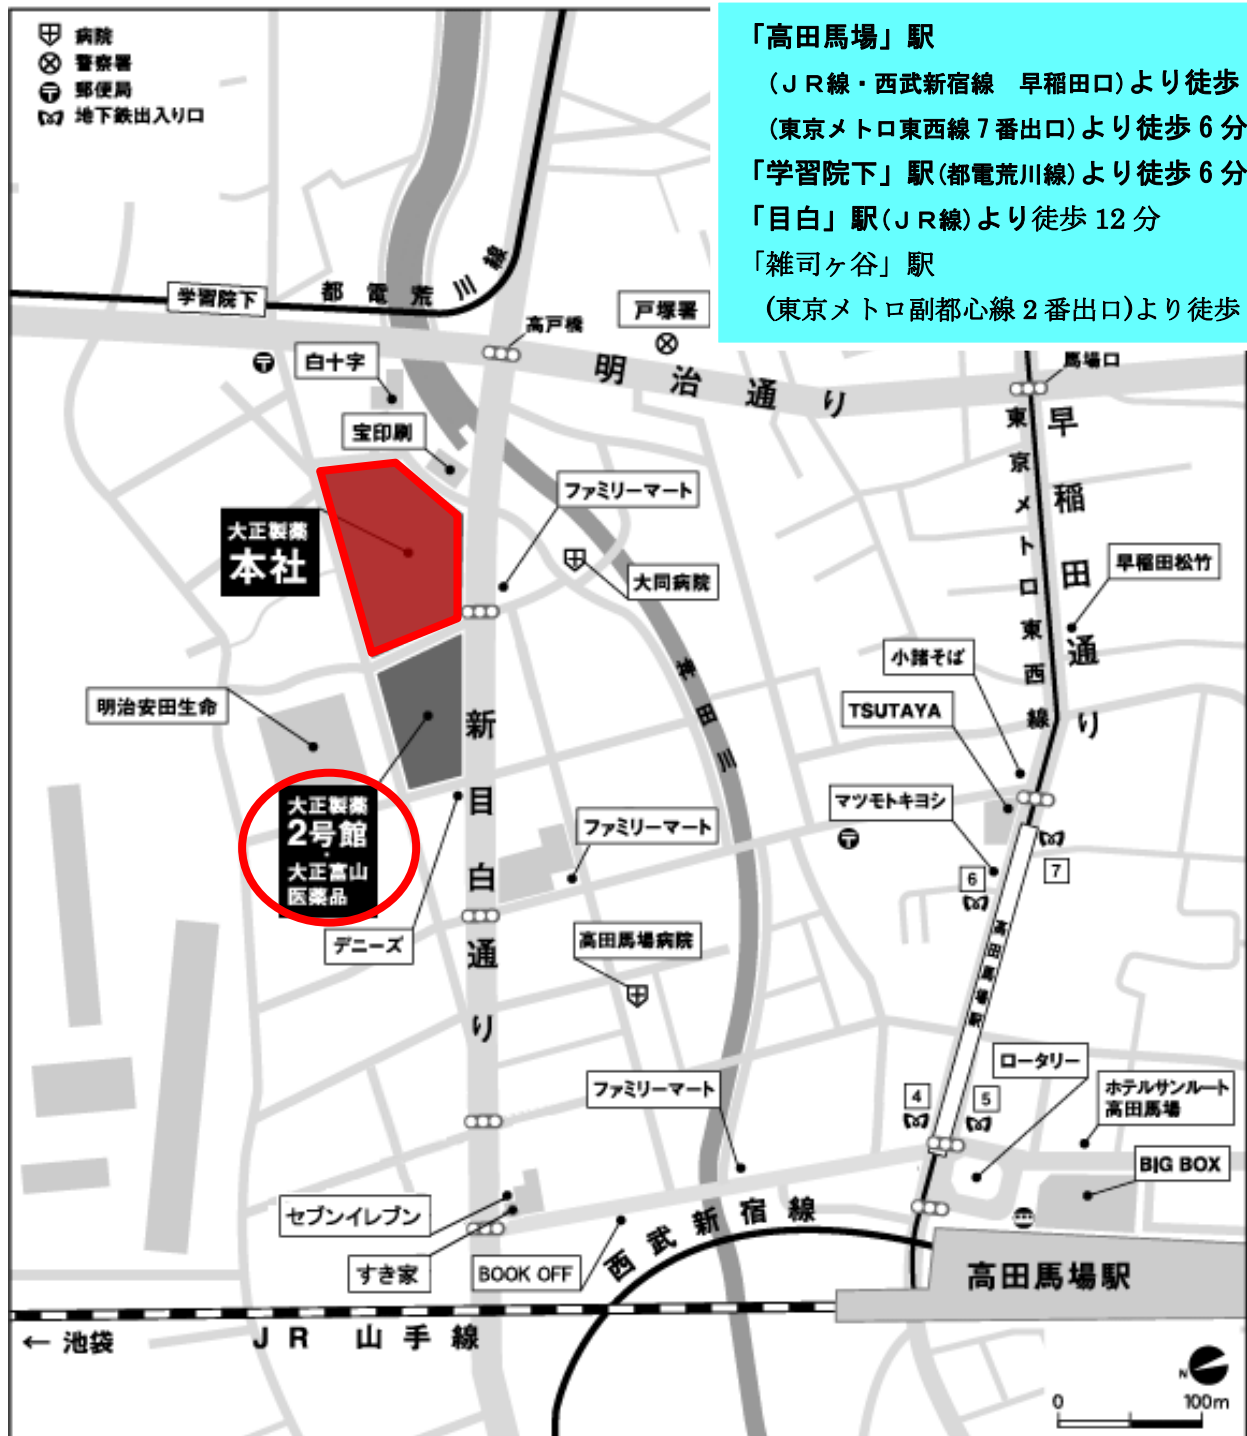 病院
警察署
郵便局
地下鉄出入り口
「高田馬場」駅
(ＪＲ線・西武新宿線　早稲田口)より徒歩
(東京メトロ東西線７番出口)より徒歩６分
「学習院下」駅(都電荒川線)より徒歩６分
「目白」駅(ＪＲ線)より徒歩 12 分
「雑司ヶ谷」駅
(東京メトロ副都心線２番出口)より徒歩
学習院下
都電荒川線
高戸橋
戸塚署
明治通り
馬場口
白十字
宝印刷
東京メトロ東西線
早稲田通り
ファミリーマート
大正製薬
本社
大同病院
早稲田松竹
小諸そば
神田川
明治安田生命
TSUTAYA
新目白通り
大正製薬
2号館
・
大正富山
医薬品
マツモトキヨシ
ファミリーマート
6
7
デニーズ
高田馬場病院
高田馬場駅
ロータリー
ファミリーマート
4
5
ホテルサンルート
高田馬場
BIG BOX
セブンイレブン
西武新宿線
すき家
BOOK OFF
高田馬場駅
← 池袋
ＪＲ 山手線
N
0
100m